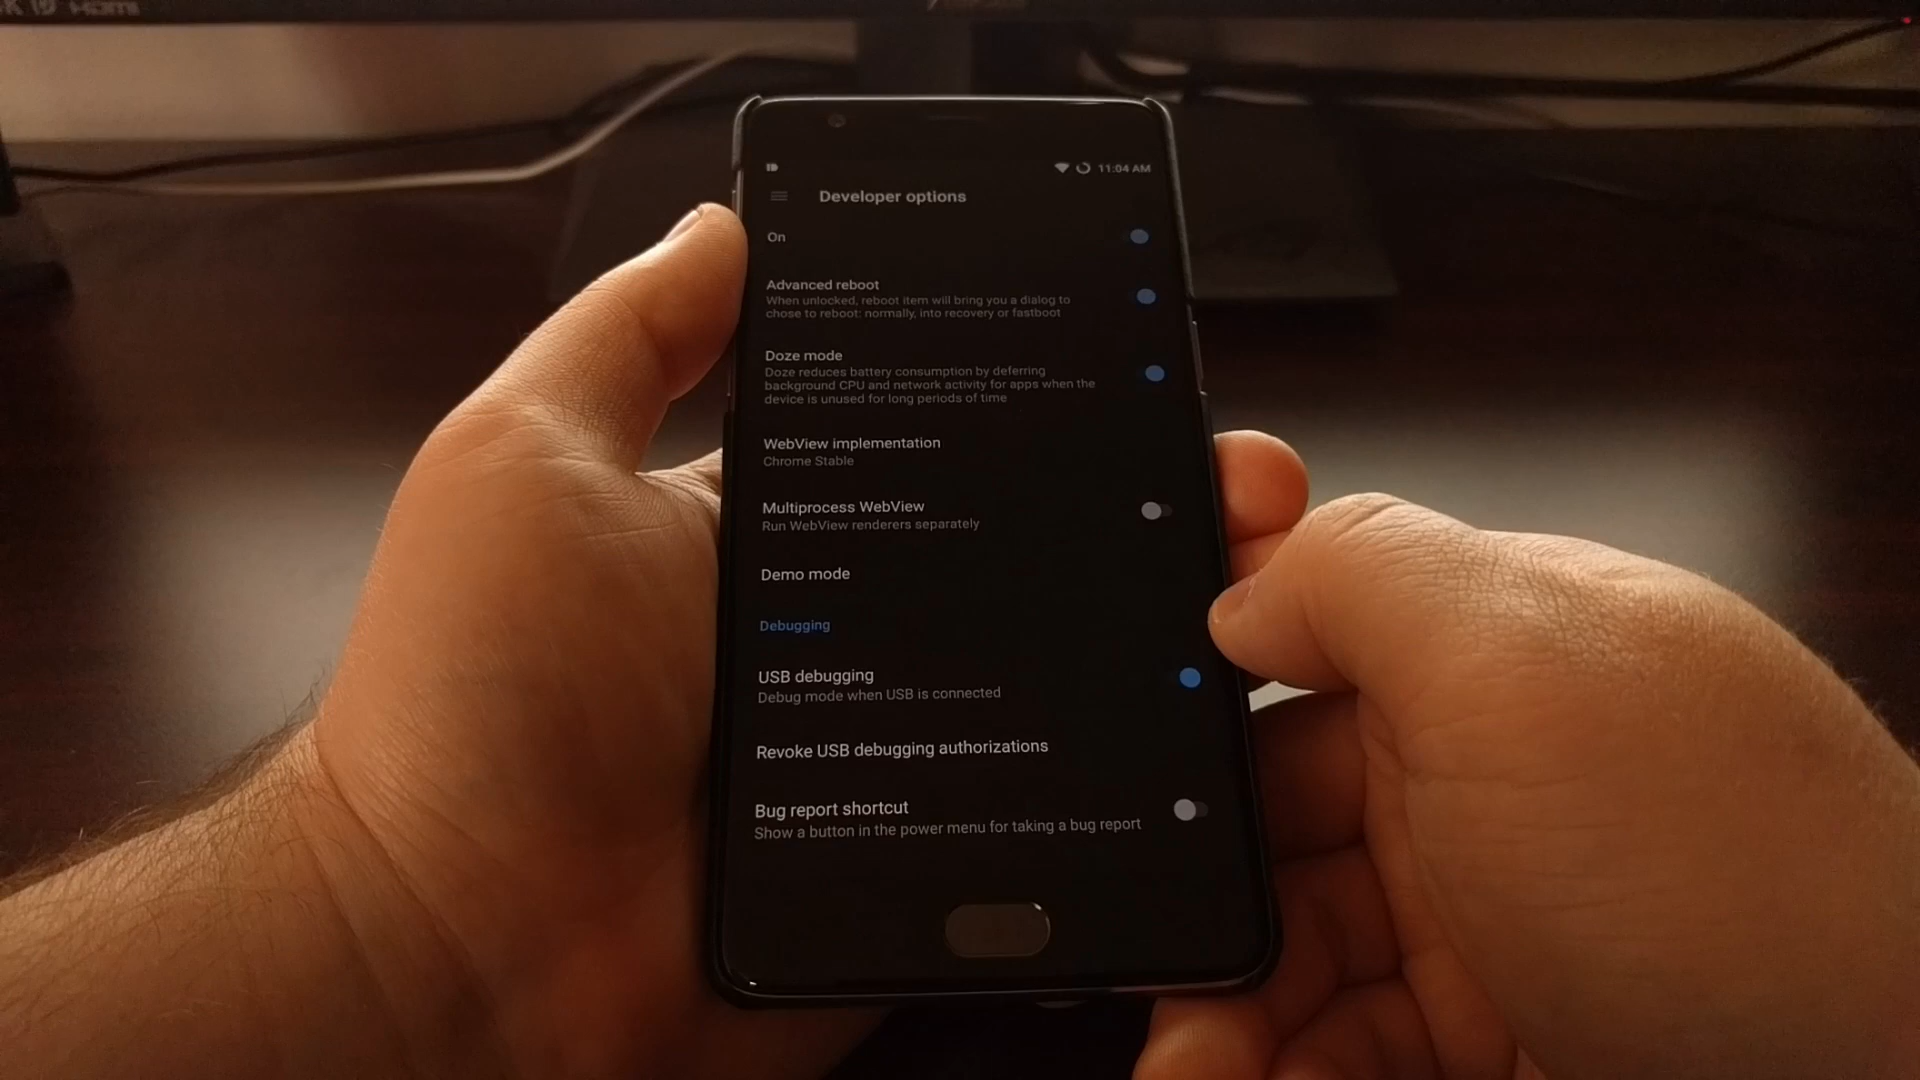 HDMI
11:04 AM
Developer options
On
Advanced reboot
When unlocked, reboot item will bring you a dialog to
chose to reboot: normally, into recovery or fastboot
Doze mode
Doze reduces battery consumption by deferring
background CPU and network activity for apps when the
device is unused for long periods of time
WebView implementation
Chrome Stable
Multiprocess WebView
Run WebView renderers separately
Demo mode
Debugging
USB debugging
Debug mode when USB is connected
Revoke USB debugging authorizations
Bug report shortcut
Show a button in the power menu for taking a bug report